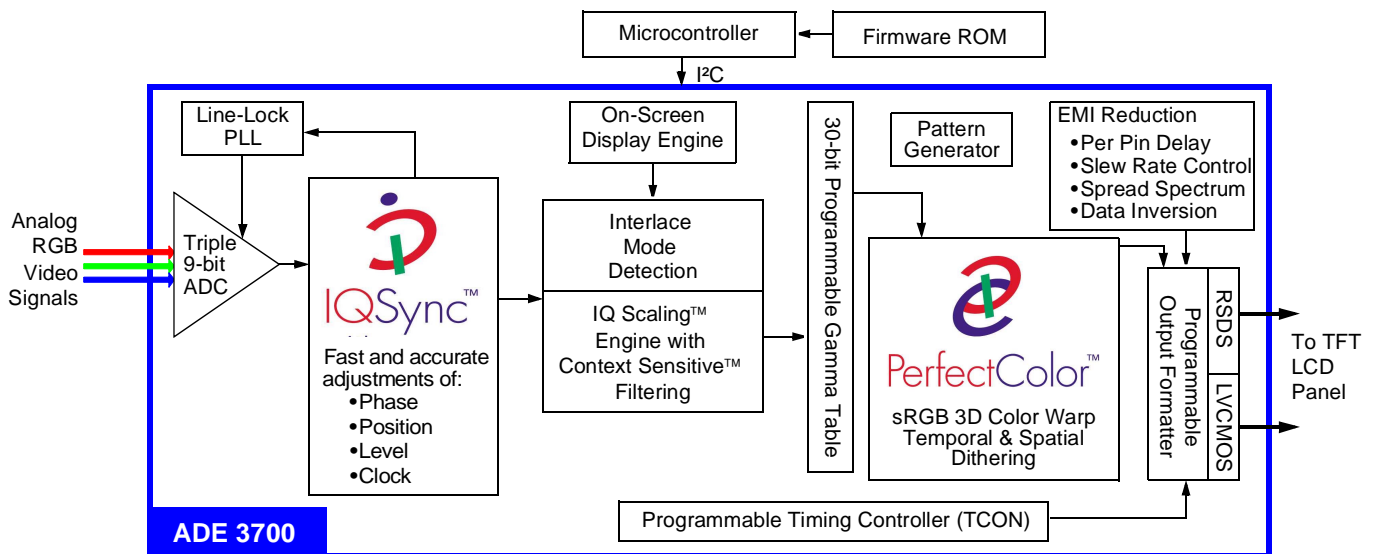 Microcontroller
Firmware ROM
I²C
Line-Lock
PLL
On-Screen
Display Engine
30-bit Programmable Gamma Table
Pattern
Generator
EMI Reduction
•Per Pin Delay
•Slew Rate Control
•Spread Spectrum
•Data Inversion
Analog
RGB
Video
Signals
Triple
9-bit
ADC
IQSync™
Fast and accurate
adjustments of:
•Phase
•Position
•Level
•Clock
Interlace
Mode
Detection
IQ Scaling™
Engine with
Context Sensitive™
Filtering
PerfectColor™
sRGB 3D Color Warp
Temporal & Spatial
Dithering
Programmable
Output Formatter
RSDS
LVCMOS
To TFT
LCD
Panel
Programmable Timing Controller (TCON)
ADE 3700